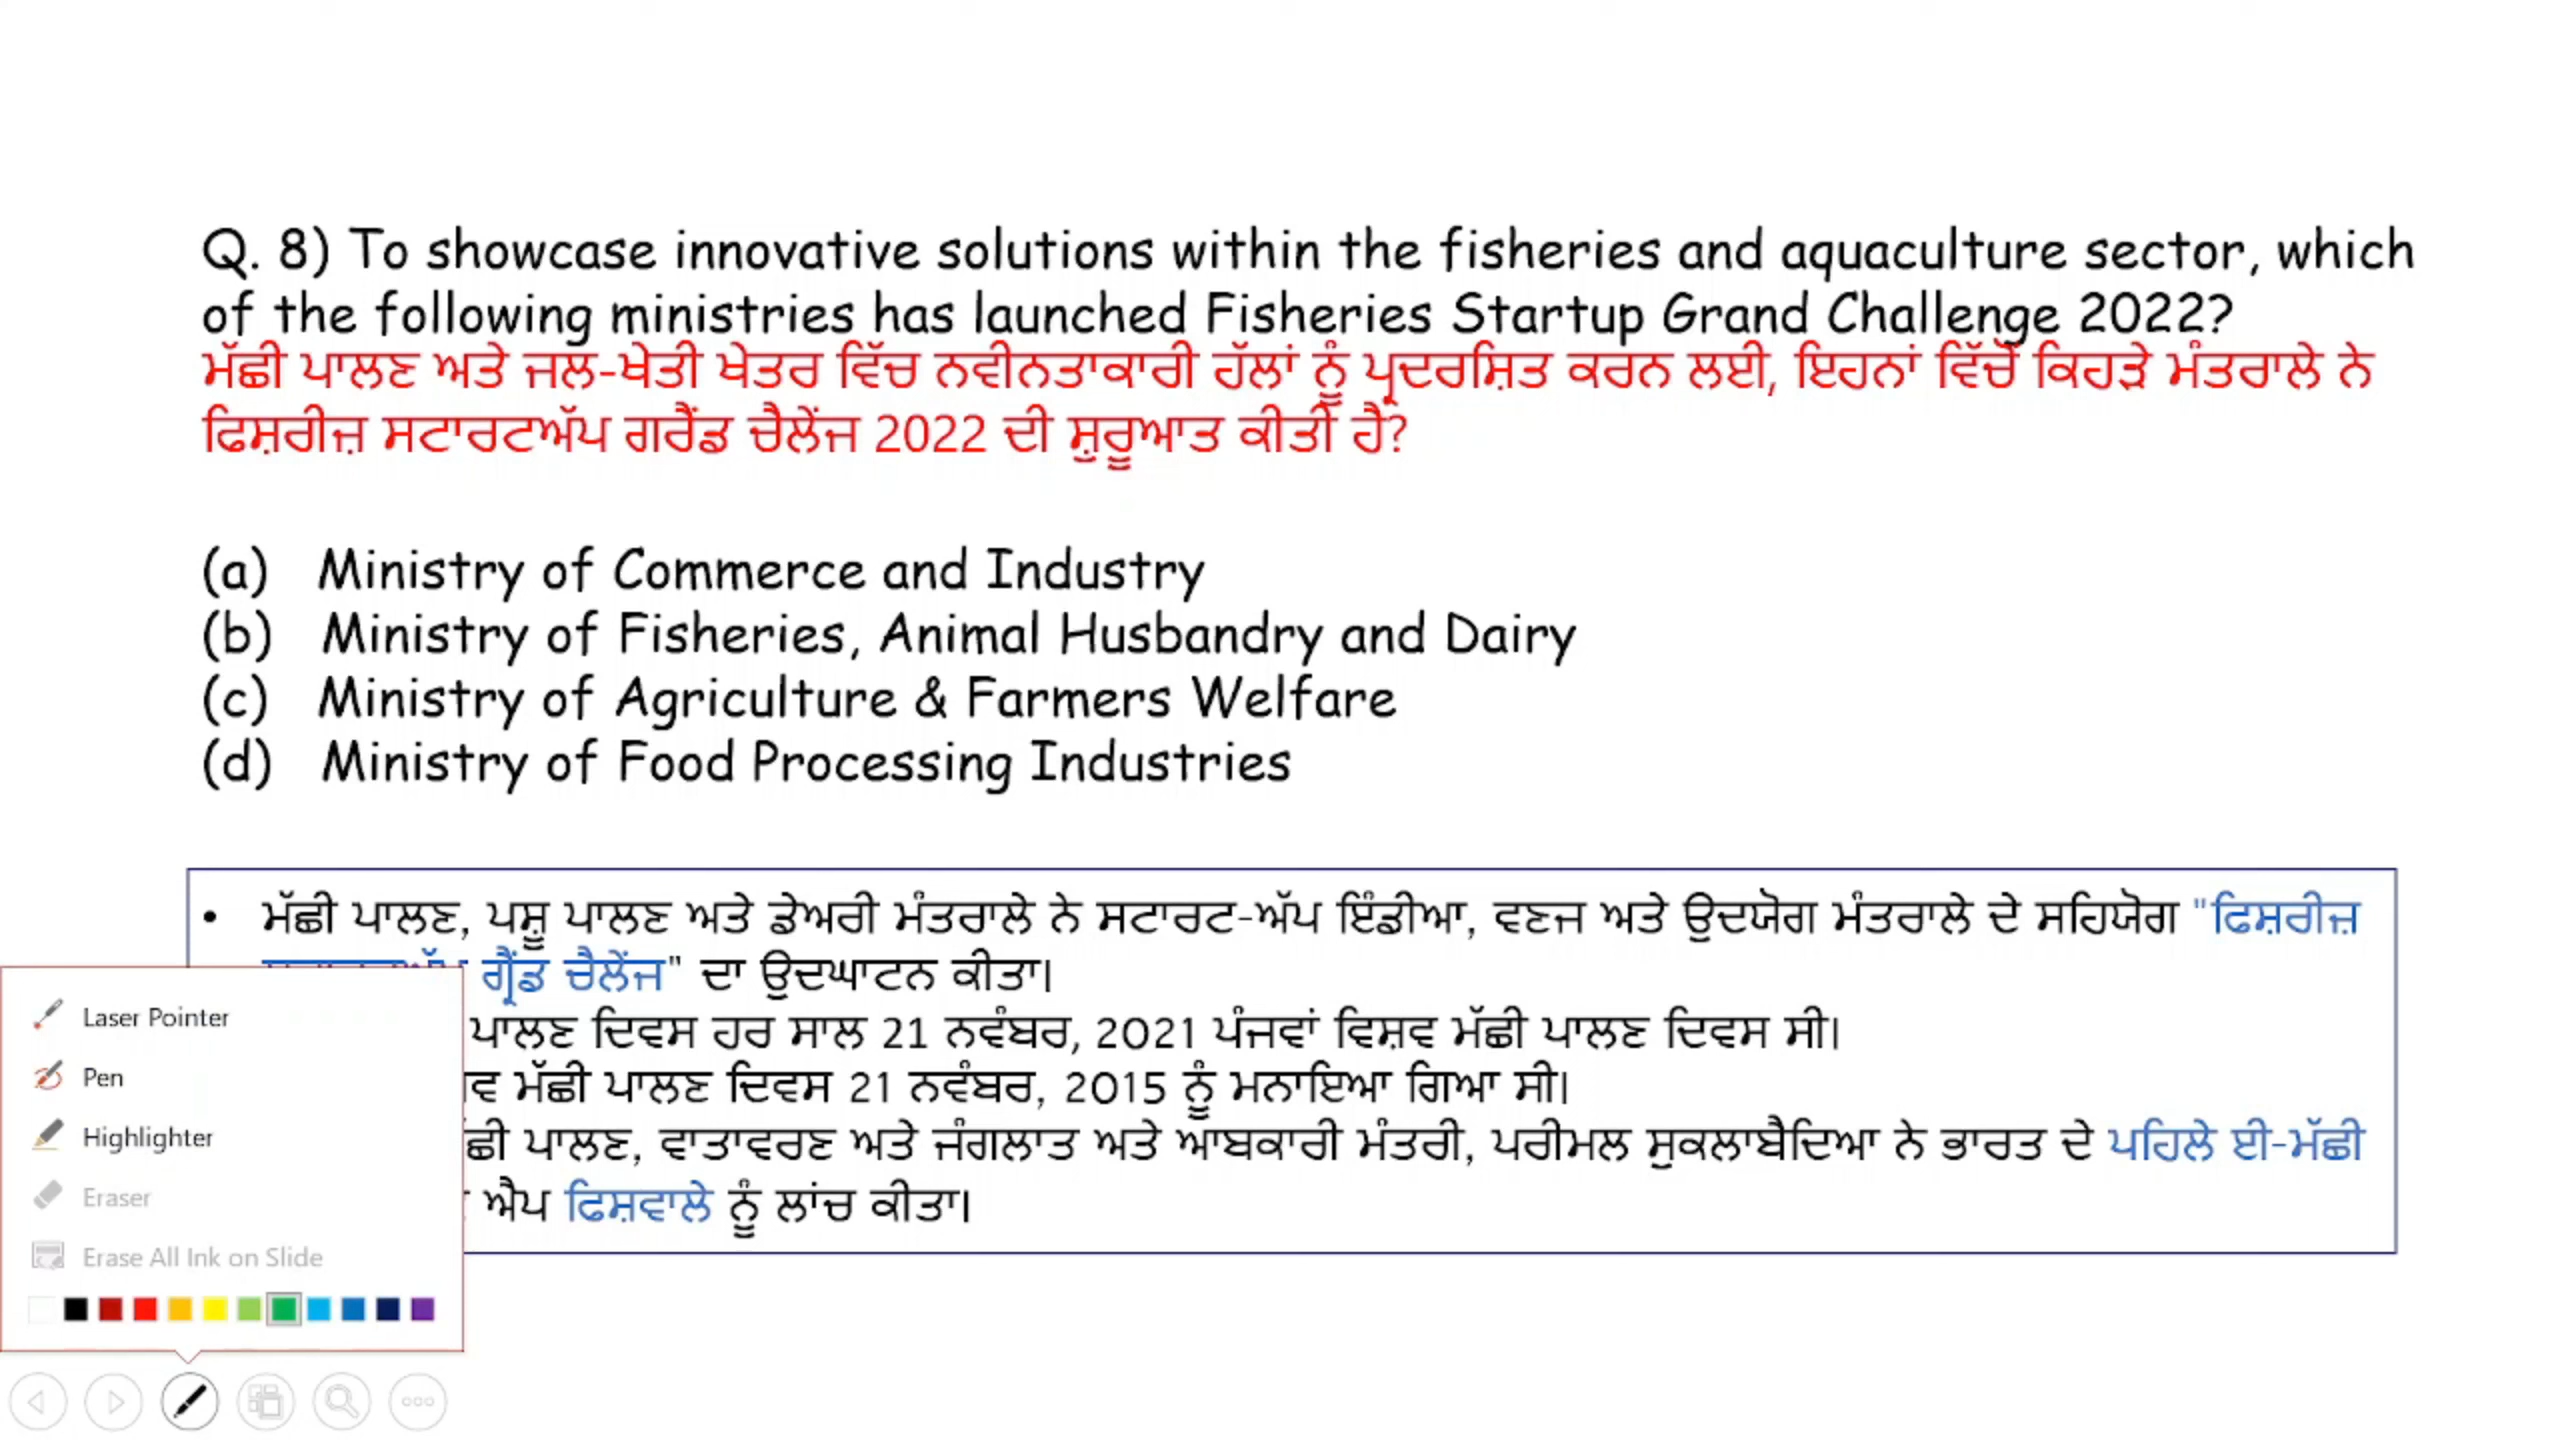 Q. 8) To showcase innovative solutions within the fisheries and aquaculture sector, which
of the following ministries has launched Fisheries Startup Grand Challenge 2022?
ਮੱਛੀ ਪਾਲਣ ਅਤੇ ਜਲ-ਖੇਤੀ ਖੇਤਰ ਵਿੱਚ ਨਵੀਨਤਾਕਾਰੀ ਹੱਲਾਂ ਨੂੰ ਪ੍ਰਦਰਸ਼ਿਤ ਕਰਨ ਲਈ, ਇਹਨਾਂ ਵਿੱਚੋਂ ਕਿਹੜੇ ਮੰਤਰਾਲੇ ਨੇ
ਫਿਸ਼ਰੀਜ਼ ਸਟਾਰਟਅੱਪ ਗਰੈਂਡ ਚੈਲੇਂਜ 2022 ਦੀ ਸ਼ੁਰੂਆਤ ਕੀਤੀ ਹੈ?
(a) Ministry of Commerce and Industry
(b) Ministry of Fisheries, Animal Husbandry and Dairy
(c) Ministry of Agriculture & Farmers Welfare
(d) Ministry of Food Processing Industries
• ਮੱਛੀ ਪਾਲਣ, ਪਸ਼ੂ ਪਾਲਣ ਅਤੇ ਡੇਅਰੀ ਮੰਤਰਾਲੇ ਨੇ ਸਟਾਰਟ-ਅੱਪ ਇੰਡੀਆ, ਵਣਜ ਅਤੇ ਉਦਯੋਗ ਮੰਤਰਾਲੇ ਦੇ ਸਹਿਯੋਗ "ਫਿਸ਼ਰੀਜ਼
ਗ੍ਰੈਂਡ ਚੈਲੇਂਜ" ਦਾ ਉਦਘਾਟਨ ਕੀਤਾ।
ਪਾਲਣ ਦਿਵਸ ਹਰ ਸਾਲ 21 ਨਵੰਬਰ, 2021 ਪੰਜਵਾਂ ਵਿਸ਼ਵ ਮੱਛੀ ਪਾਲਣ ਦਿਵਸ ਸੀ।
ਮੱਛੀ ਪਾਲਣ ਦਿਵਸ 21 ਨਵੰਬਰ, 2015 ਨੂੰ ਮਨਾਇਆ ਗਿਆ ਸੀ।
ਪਾਲਣ, ਵਾਤਾਵਰਣ ਅਤੇ ਜੰਗਲਾਤ ਅਤੇ ਆਬਕਾਰੀ ਮੰਤਰੀ, ਪਰੀਮਲ ਸੁਕਲਾਬੈਦਿਆ ਨੇ ਭਾਰਤ ਦੇ ਪਹਿਲੇ ਈ-ਮੱਛੀ
ਐਪ ਫਿਸ਼ਵਾਲੇ ਨੂੰ ਲਾਂਚ ਕੀਤਾ।
Laser Pointer
Pen
Highlighter
Eraser
Erase All Ink on Slide